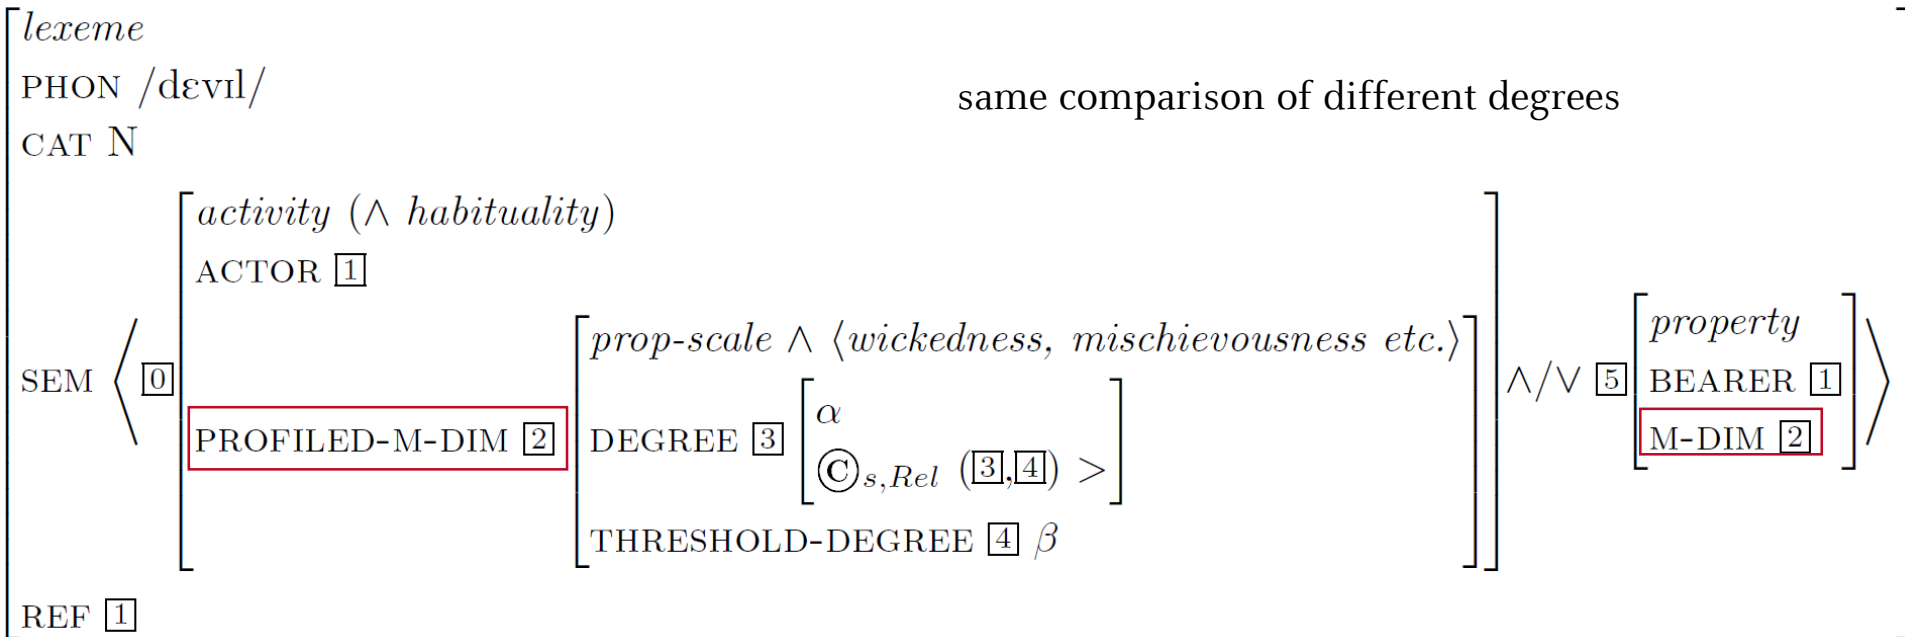 lexeme
PHON /dɛvɪl/
same comparison of different degrees
CAT N
activity (∧ habituality)
ACTOR 1
property
prop-scale ∧ ⟨wickedness, mischievousness etc.⟩
SEM ⟨ 0 ∧/∨ 5 BEARER 1 ⟩
α
PROFILED-M-DIM 2 DEGREE 3 M-DIM 2
Ⓒs,Rel (3,4) >
THRESHOLD-DEGREE 4 β
REF 1